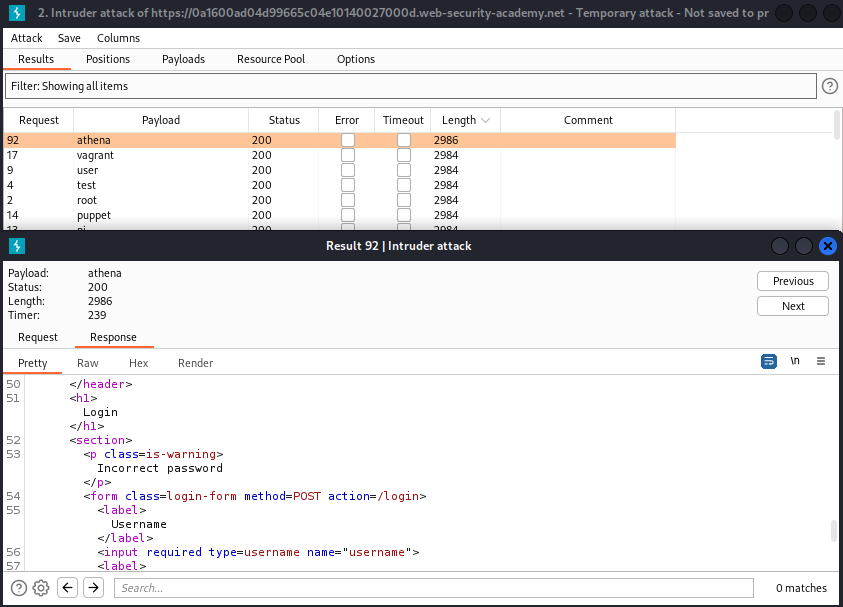 2. Intruder attack of https://0a1600ad04d99665c04e10140027000d.web-security-academy.net - Temporary attack - Not saved to pr
Attack Save Columns
Results Positions Payloads Resource Pool Options
Filter: Showing all items
Request Payload Status Error Timeout Length Comment
92 athena 200 2986
17 vagrant 200 2984
9 user 200 2984
4 test 200 2984
2 root 200 2984
14 puppet 200 2984
13 pi 200 2984
Result 92 | Intruder attack
Payload: athena
Status: 200
Length: 2986
Timer: 239
Previous
Next
Request Response
Pretty Raw Hex Render
\n
50 </header>
51 <h1>
Login
</h1>
52 <section>
53 <p class=is-warning>
Incorrect password
</p>
54 <form class=login-form method=POST action=/login>
55 <label>
Username
</label>
56 <input required type=username name="username">
57 <label>
Search...
0 matches